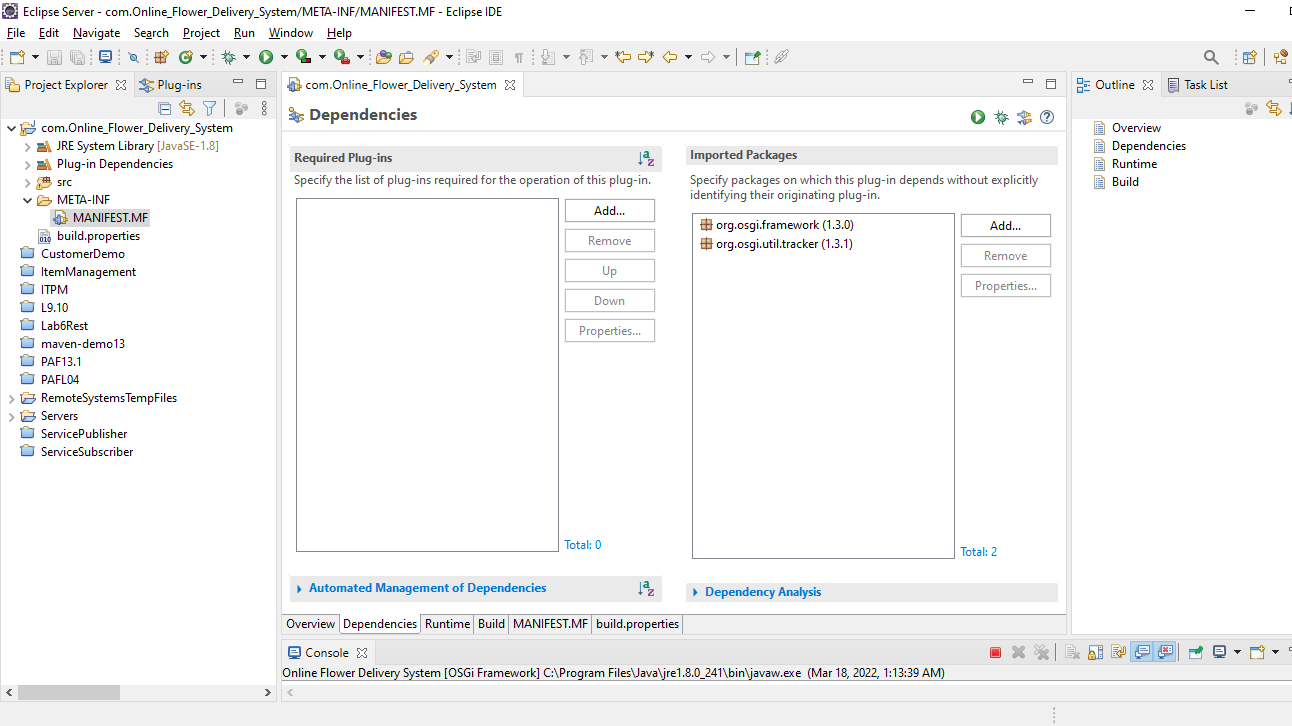 Eclipse Server - com.Online_Flower_Delivery_System/META-INF/MANIFEST.MF - Eclipse IDE
File Edit Navigate Search Project Run Window Help
Project Explorer Plug-ins
com.Online_Flower_Delivery_System
JRE System Library [JavaSE-1.8]
Plug-in Dependencies
src
META-INF
MANIFEST.MF
build.properties
CustomerDemo
ItemManagement
ITPM
L9.10
Lab6Rest
maven-demo13
PAF13.1
PAFL04
RemoteSystemsTempFiles
Servers
ServicePublisher
ServiceSubscriber
com.Online_Flower_Delivery_System
Dependencies
Required Plug-ins
Specify the list of plug-ins required for the operation of this plug-in.
Add...
Remove
Up
Down
Properties...
Total: 0
Automated Management of Dependencies
Imported Packages
Specify packages on which this plug-in depends without explicitly
identifying their originating plug-in.
org.osgi.framework (1.3.0)
org.osgi.util.tracker (1.3.1)
Add...
Remove
Properties...
Total: 2
Dependency Analysis
Overview Dependencies Runtime Build MANIFEST.MF build.properties
Console
Online Flower Delivery System [OSGi Framework] C:\Program Files\Java\jre1.8.0_241\bin\javaw.exe (Mar 18, 2022, 1:13:39 AM)
Outline Task List
Overview
Dependencies
Runtime
Build